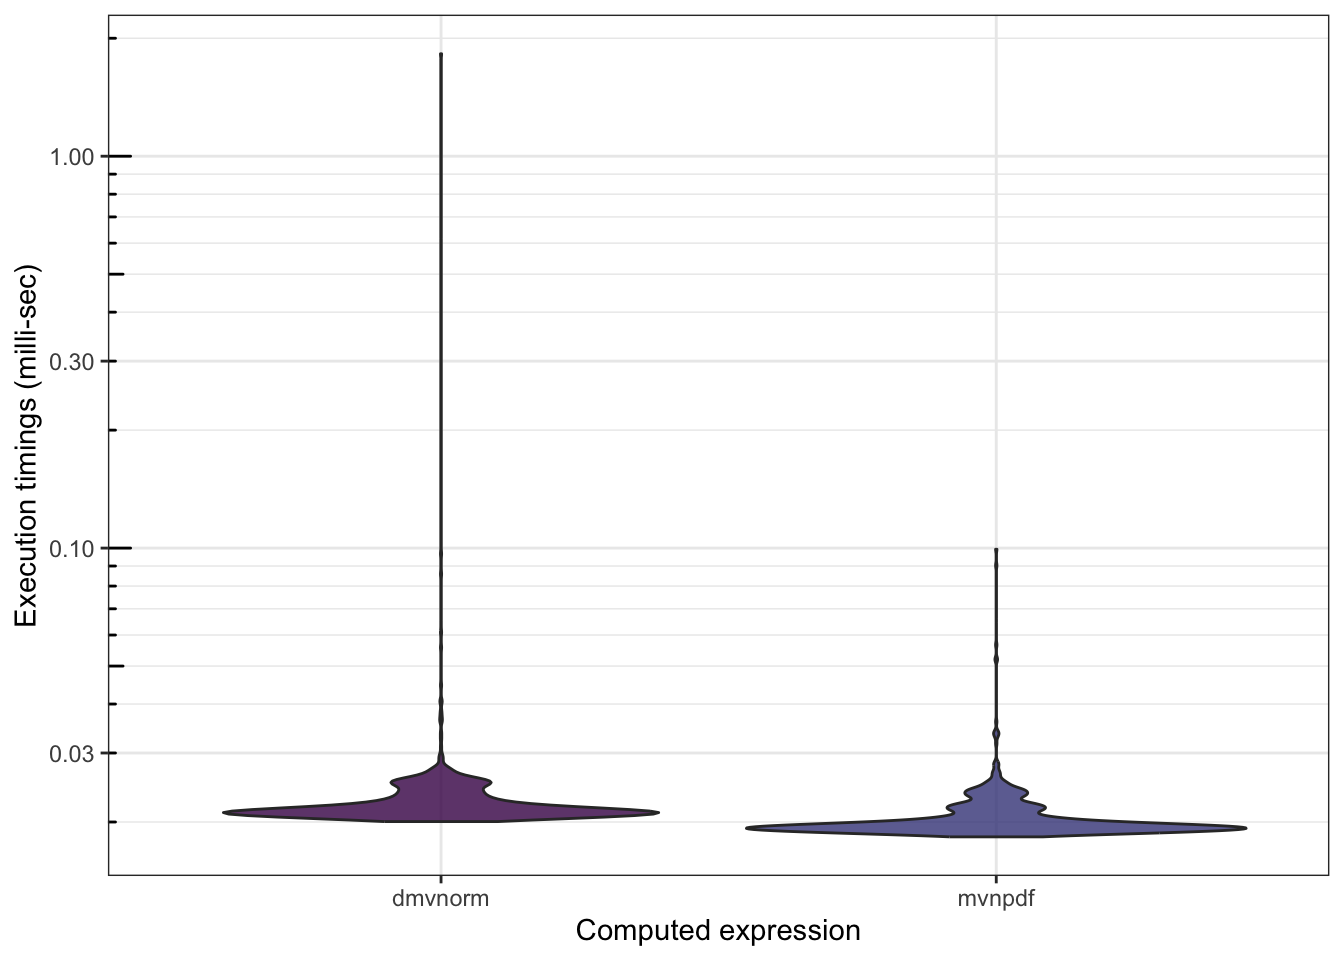 Execution timings (milli-sec)
1.00
0.30
0.10
0.03
dmvnorm
mvnpdf
Computed expression